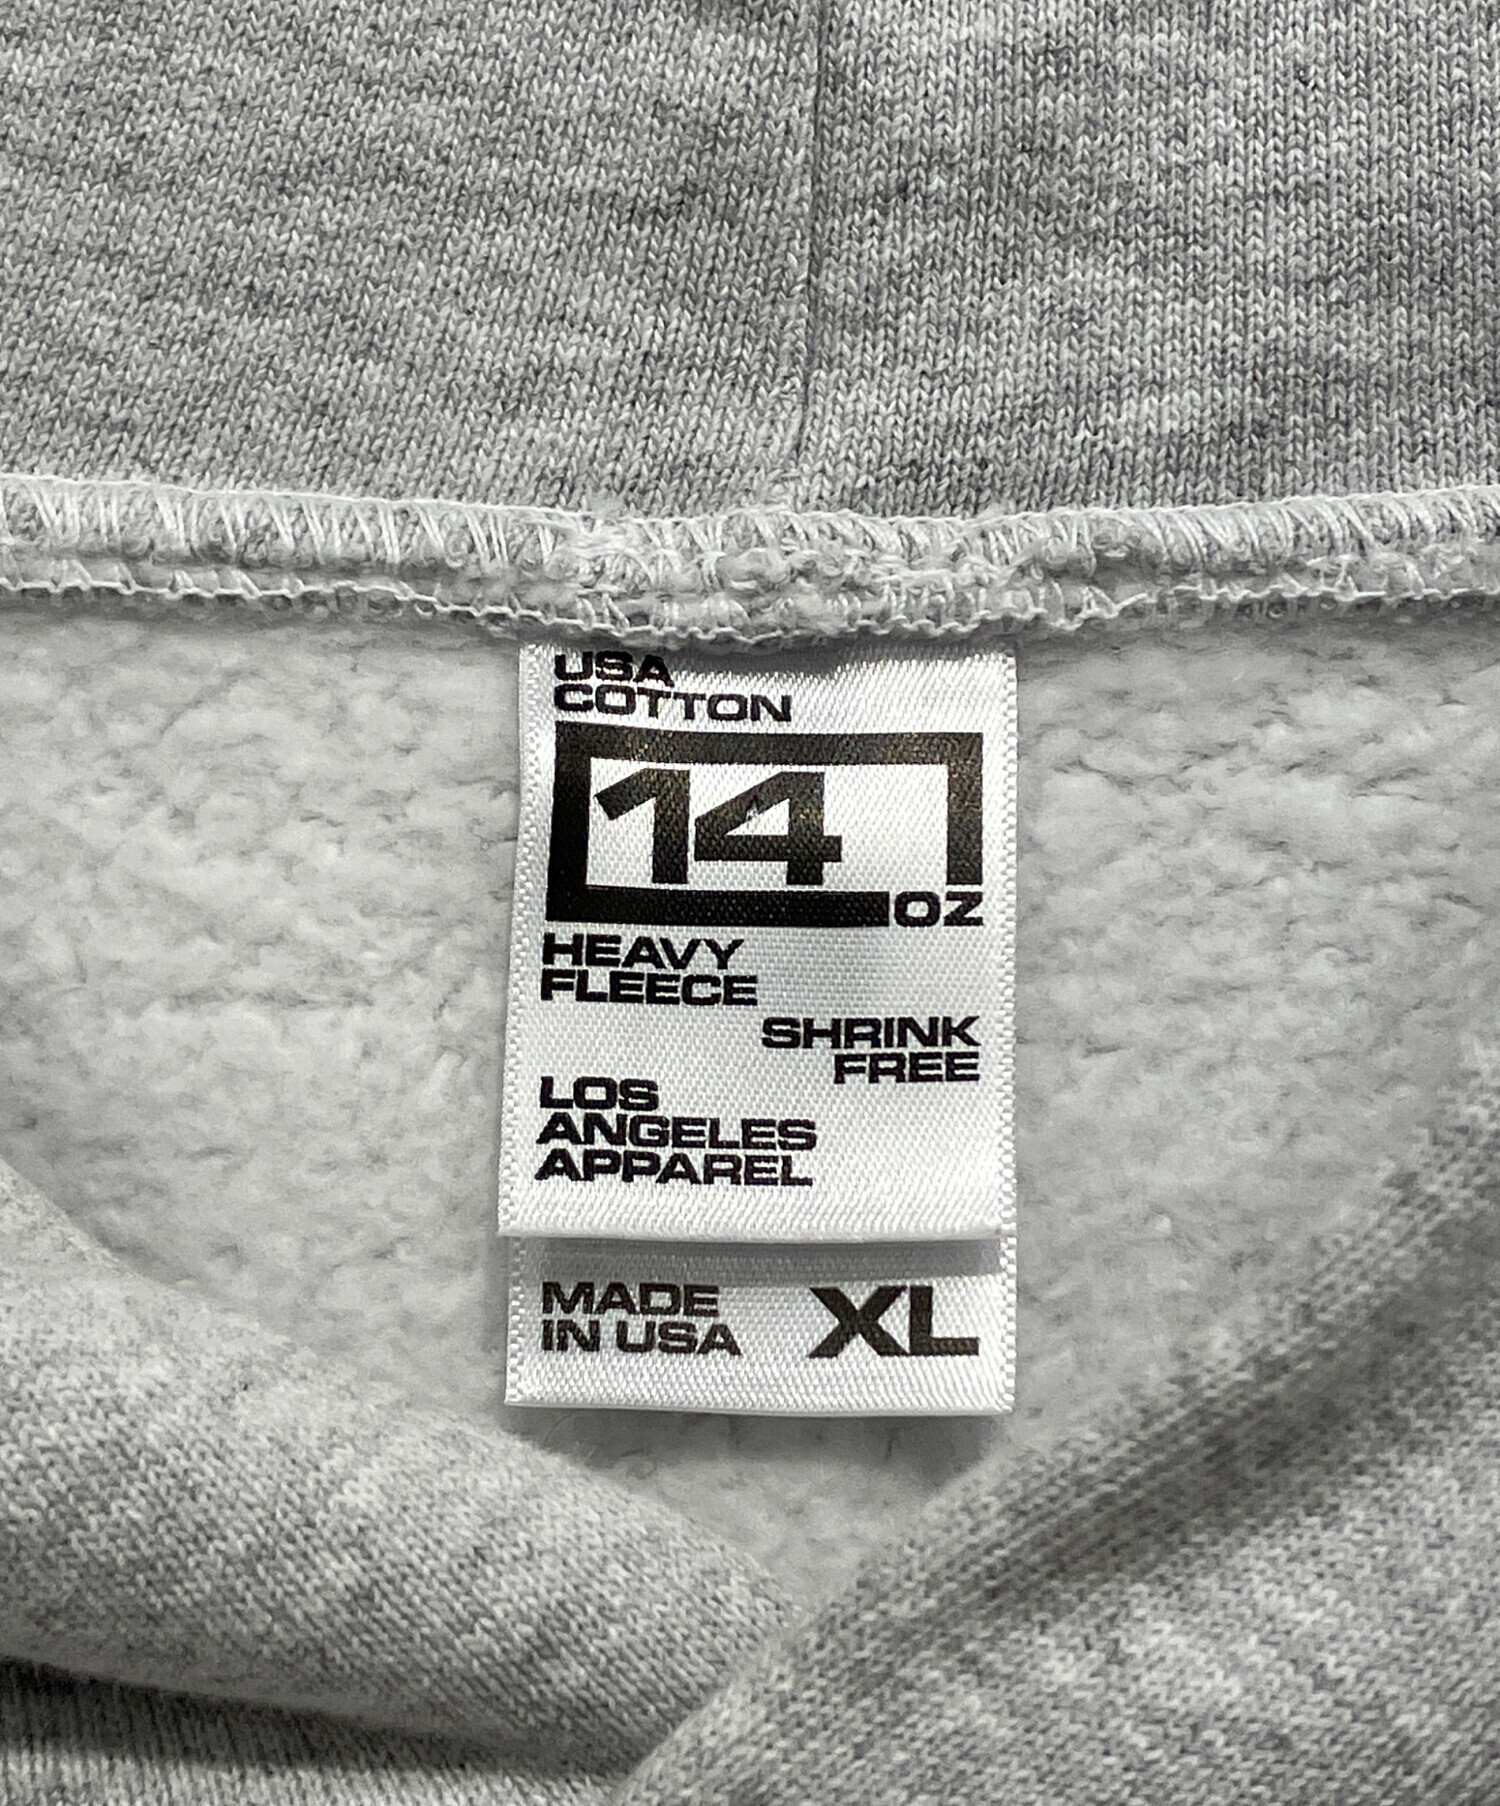 USA
COTTON
14
OZ
HEAVY
FLEECE
SHRINK
FREE
LOS
ANGELES
APPAREL
MADE
IN USA
XL